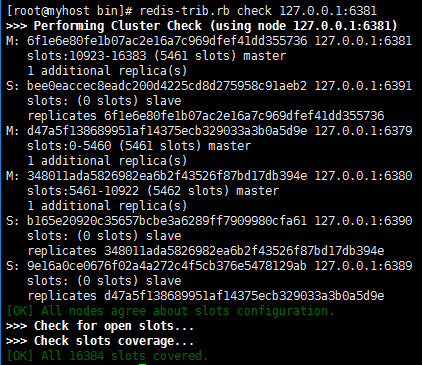 [root@myhost bin]# redis-trib.rb check 127.0.0.1:6381
>>> Performing Cluster Check (using node 127.0.0.1:6381)
M: 6f1e6e80fe1b07ac2e16a7c969dfef41dd355736 127.0.0.1:6381
slots:10923-16383 (5461 slots) master
1 additional replica(s)
S: bee0eaccec8eadc200d4225cd8d275958c91aeb2 127.0.0.1:6391
slots: (0 slots) slave
replicates 6f1e6e80fe1b07ac2e16a7c969dfef41dd355736
M: d47a5f138689951af14375ecb329033a3b0a5d9e 127.0.0.1:6379
slots:0-5460 (5461 slots) master
1 additional replica(s)
M: 348011ada5826982ea6b2f43526f87bd17db394e 127.0.0.1:6380
slots:5461-10922 (5462 slots) master
1 additional replica(s)
S: b165e20920c35657bcbe3a6289ff7909980cfa61 127.0.0.1:6390
slots: (0 slots) slave
replicates 348011ada5826982ea6b2f43526f87bd17db394e
S: 9e16a0ce0676f02a4a272c4f5cb376e5478129ab 127.0.0.1:6389
slots: (0 slots) slave
replicates d47a5f138689951af14375ecb329033a3b0a5d9e
[OK] All nodes agree about slots configuration.
>>> Check for open slots...
>>> Check slots coverage...
[OK] All 16384 slots covered.